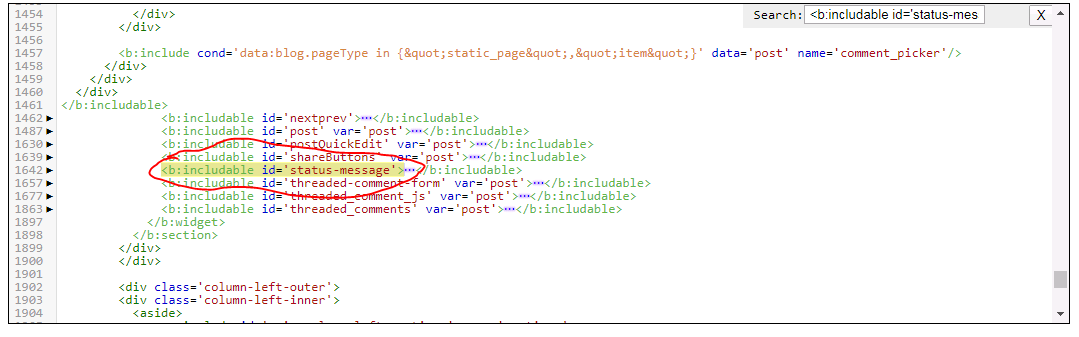 Search: <b:includable id='status-mes X
1454 </div>
1455 </div>
1456
1457 <b:include cond='data:blog.pageType in {&quot;static_page&quot;,&quot;item&quot;}' data='post' name='comment_picker'/>
1458 </div>
1459 </div>
1460 </div>
1461 </b:includable>
1462 <b:includable id='nextprev'>⋯</b:includable>
1487 <b:includable id='post' var='post'>⋯</b:includable>
1630 <b:includable id='postQuickEdit' var='post'>⋯</b:includable>
1639 <b:includable id='shareButtons' var='post'>⋯</b:includable>
1642 <b:includable id='status-message'>⋯</b:includable>
1657 <b:includable id='threaded-comment-form' var='post'>⋯</b:includable>
1677 <b:includable id='threaded_comment_js' var='post'>⋯</b:includable>
1863 <b:includable id='threaded_comments' var='post'>⋯</b:includable>
1897 </b:widget>
1898 </b:section>
1899 </div>
1900 </div>
1901
1902 <div class='column-left-outer'>
1903 <div class='column-left-inner'>
1904 <aside>